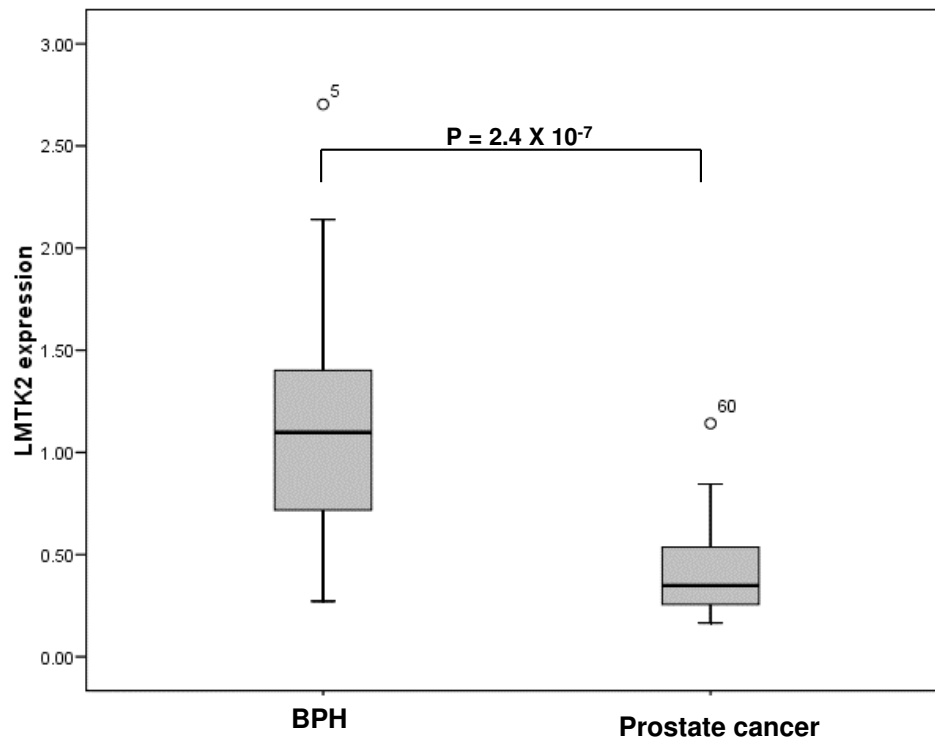 3.00
5
2.50
P = 2.4 X 10-7
2.00
LMTK2 expression
1.50
60
1.00
0.50
0.00
BPH
Prostate cancer